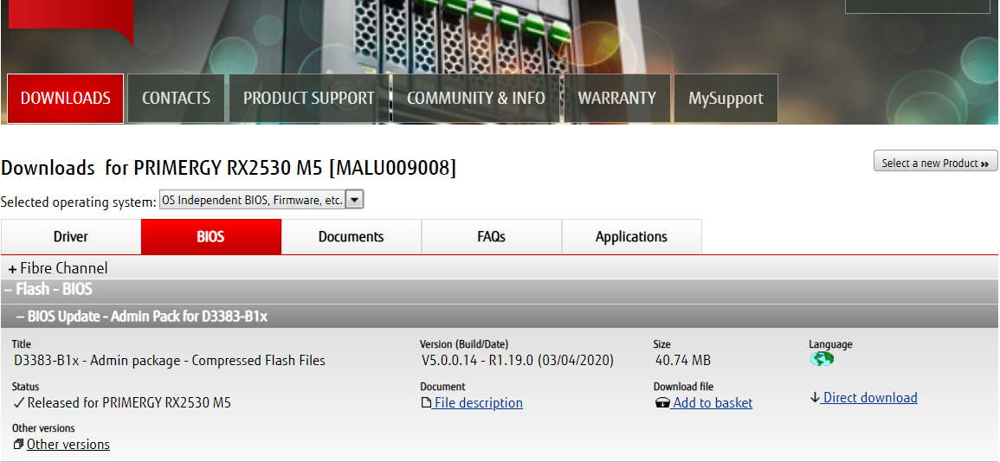 DOWNLOADS CONTACTS PRODUCT SUPPORT COMMUNITY & INFO WARRANTY MySupport
Downloads for PRIMERGY RX2530 M5 [MALU009008]
Select a new Product »
Selected operating system: OS Independent BIOS, Firmware, etc.
Driver BIOS Documents FAQs Applications
+ Fibre Channel
– Flash - BIOS
– BIOS Update - Admin Pack for D3383-B1x
Title Version (Build/Date) Size Language
D3383-B1x - Admin package - Compressed Flash Files V5.0.0.14 - R1.19.0 (03/04/2020) 40.74 MB
Status Document Download file
Released for PRIMERGY RX2530 M5 File description Add to basket Direct download
Other versions
Other versions